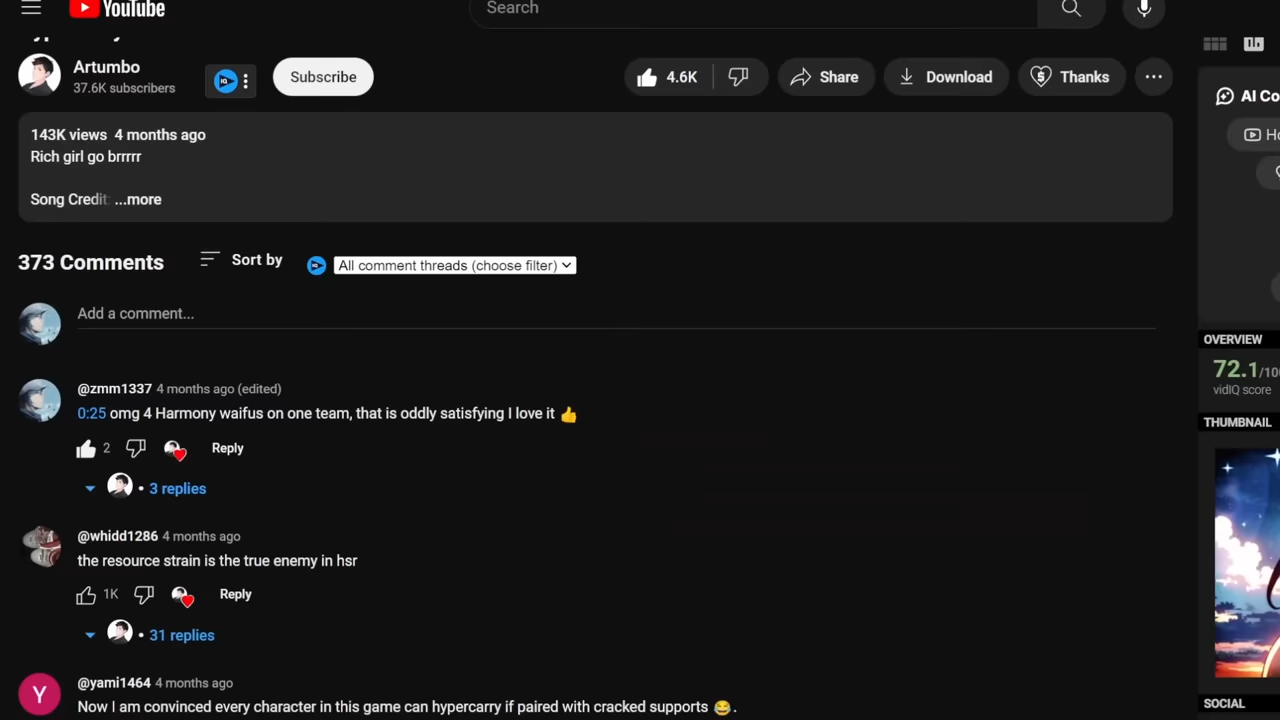 YouTube
Search
Artumbo
37.6K subscribers
Subscribe
4.6K
Share
Download
Thanks
AI Co
143K views 4 months ago
Rich girl go brrrrr
Song Credit: ...more
373 Comments
Sort by
All comment threads (choose filter)
Add a comment...
@zmm1337 4 months ago (edited)
0:25 omg 4 Harmony waifus on one team, that is oddly satisfying I love it 👍
2
Reply
• 3 replies
@whidd1286 4 months ago
the resource strain is the true enemy in hsr
1K
Reply
• 31 replies
Y
@yami1464 4 months ago
Now I am convinced every character in this game can hypercarry if paired with cracked supports 😂.
OVERVIEW
72.1/100
vidIQ score
THUMBNAIL
SOCIAL